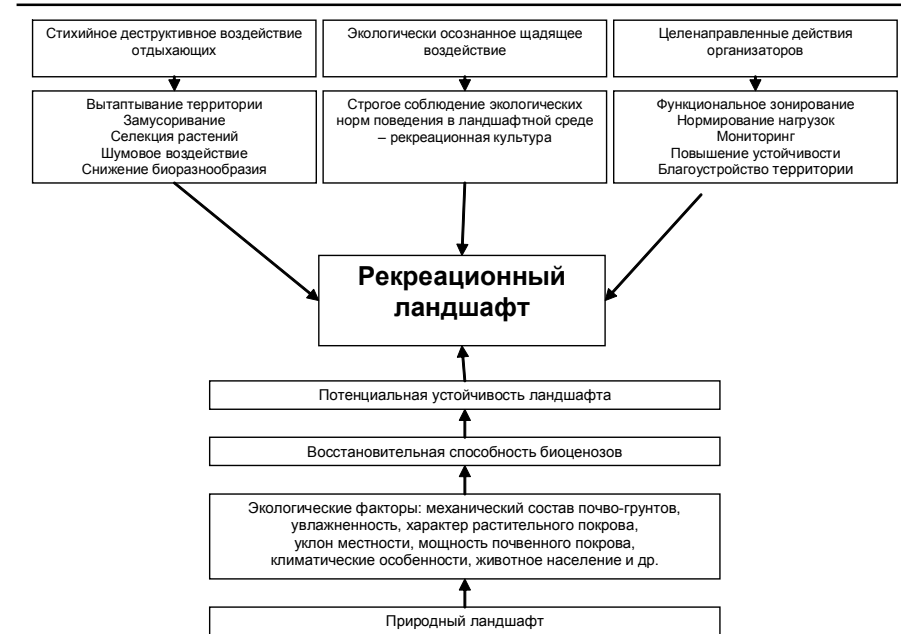 Стихийное деструктивное воздействие
отдыхающих
Экологически осознанное щадящее
воздействие
Целенаправленные действия
организаторов
Вытаптывание территории
Замусоривание
Селекция растений
Шумовое воздействие
Снижение биоразнообразия
Строгое соблюдение экологических
норм поведения в ландшафтной среде
– рекреационная культура
Функциональное зонирование
Нормирование нагрузок
Мониторинг
Повышение устойчивости
Благоустройство территории
Рекреационный
ландшафт
Потенциальная устойчивость ландшафта
Восстановительная способность биоценозов
Экологические факторы: механический состав почво-грунтов,
увлажненность, характер растительного покрова,
уклон местности, мощность почвенного покрова,
климатические особенности, животное население и др.
Природный ландшафт